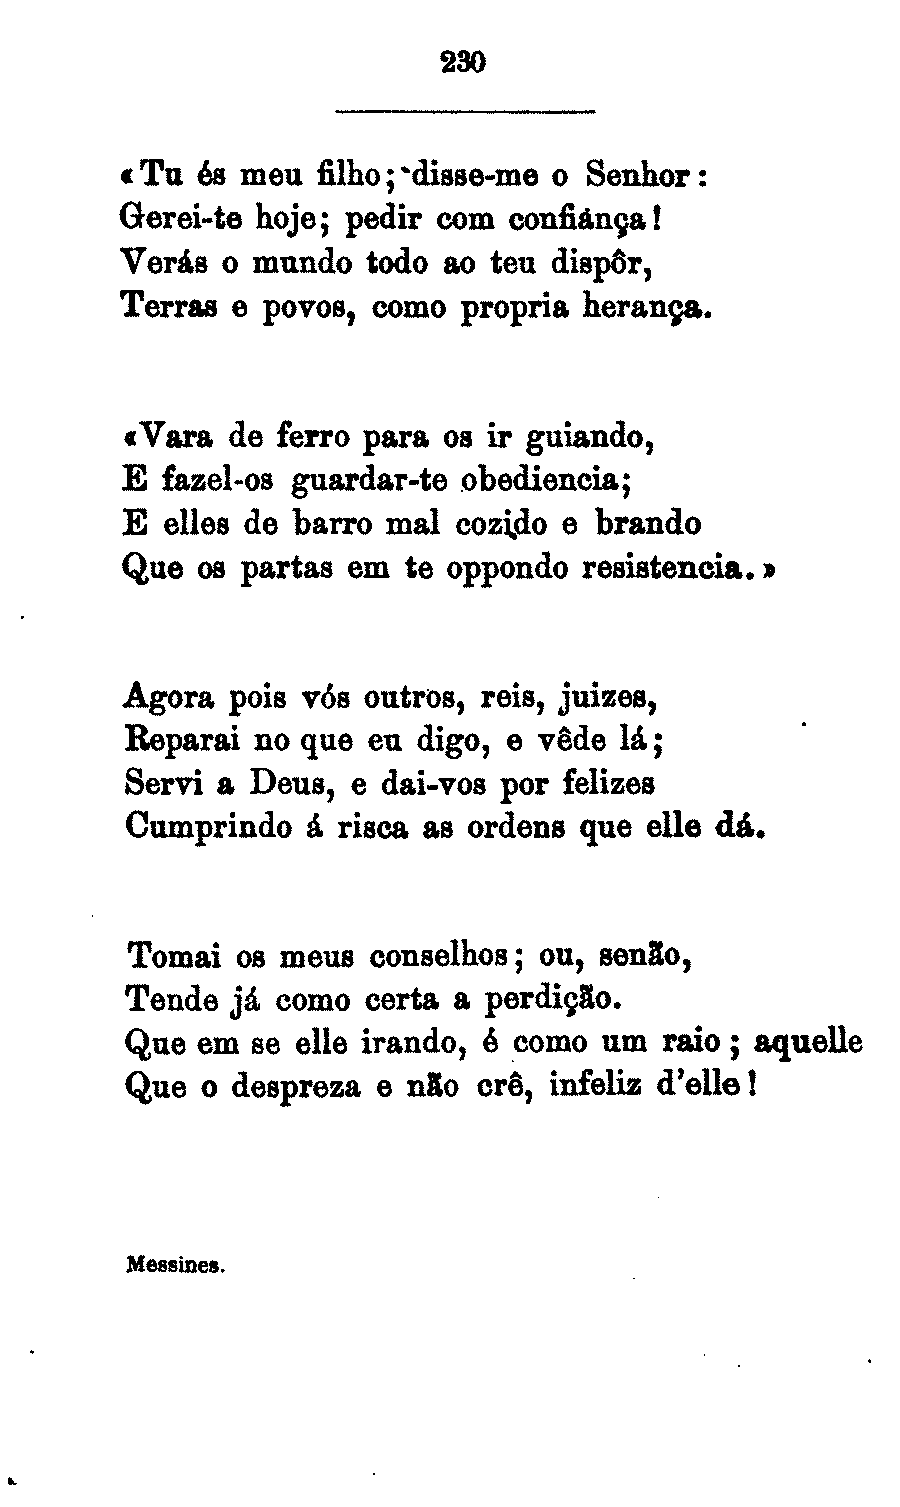 230
«Tu és meu filho; disse-me o Senhor:
Gerei-te hoje; pedir com confiánça!
Verás o mundo todo ao teu dispôr,
Terras e povos, como propria herança.
«Vara de ferro para os ir guiando,
E fazel-os guardar-te obediencia;
E elles de barro mal cozido e brando
Que os partas em te oppondo resistencia.»
Agora pois vós outros, reis, juizes,
Reparai no que eu digo, e vêde lá;
Servi a Deus, e dai-vos por felizes
Cumprindo á risca as ordens que elle dá.
Tomai os meus conselhos; ou, senão,
Tende já como certa a perdição.
Que em se elle irando, é como um raio; aquelle
Que o despreza e não crê, infeliz d'elle!
Messines.